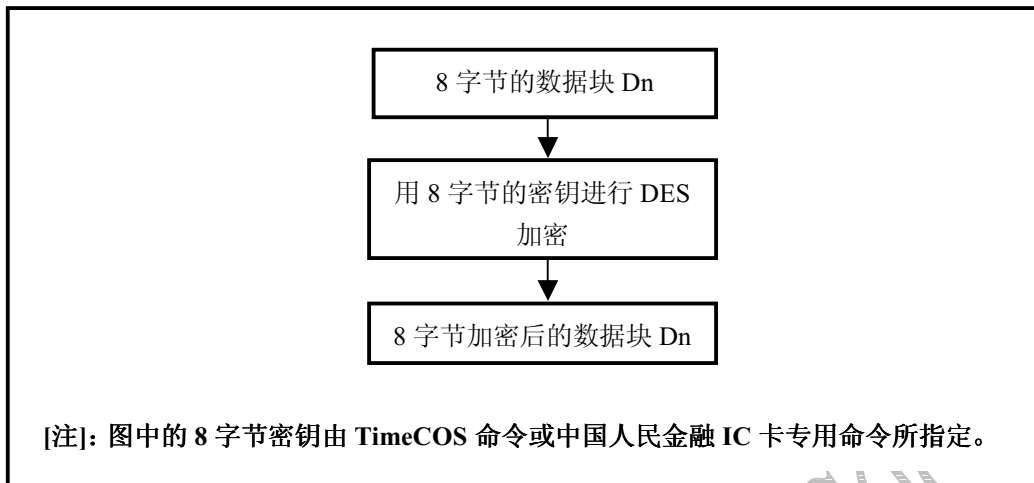 8 字节的数据块 Dn
用 8 字节的密钥进行 DES
加密
8 字节加密后的数据块 Dn
[注]: 图中的 8 字节密钥由 TimeCOS 命令或中国人民金融 IC 卡专用命令所指定。